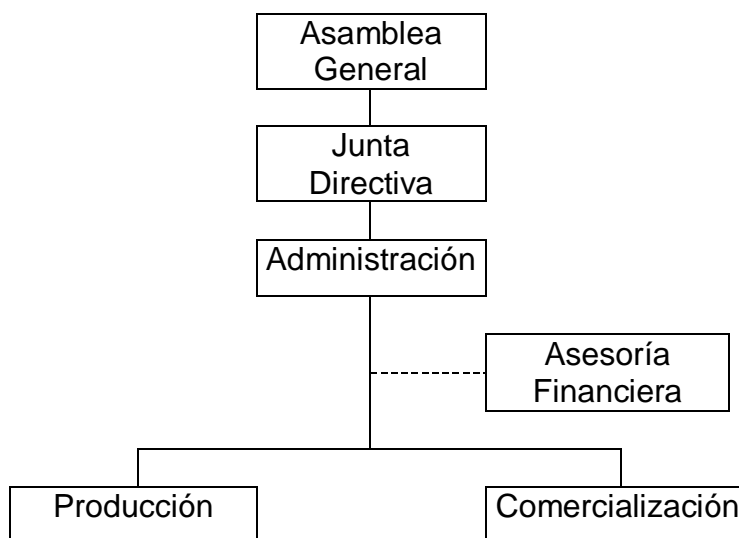 Asamblea
General
Junta
Directiva
Administración
Asesoría
Financiera
Producción
Comercialización